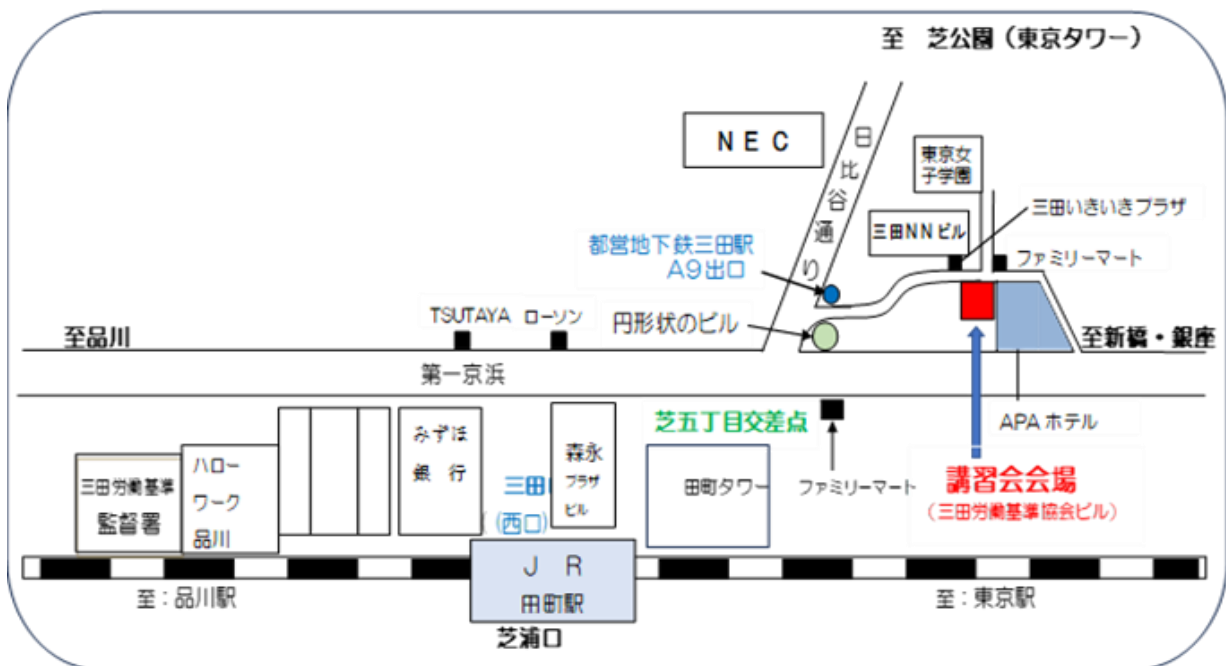 至 芝公園（東京タワー）
NEC
日比谷通り
東京女
子学園
三田いきいきプラザ
三田NNビル
都営地下鉄三田駅
A9出口
ファミリーマート
TSUTAYA ローソン
円形状のビル
至品川
至新橋・銀座
第一京浜
芝五丁目交差点
APAホテル
みずほ
銀行
森永
プラザ
ビル
ハロー
ワーク
品川
三田労働基準
監督署
三田
(西口)
田町タワー
ファミリーマート
講習会会場
（三田労働基準協会ビル）
JR
田町駅
至：品川駅
至：東京駅
芝浦口